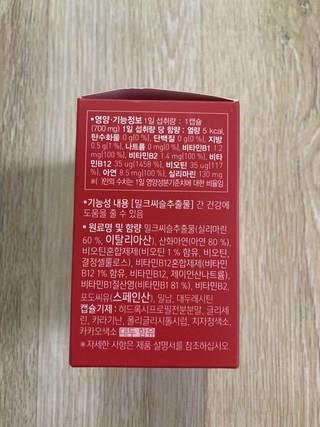 •영양·기능정보 1일 섭취량 : 1캡슐
(700 mg) 1일 섭취량 당 함량 : 열량 5 kcal,
탄수화물 0 g(0 %), 단백질 0 g(0 %), 지방
0.5 g(1 %), 나트륨 0 mg(0 %), 비타민B1 1.2
mg(100 %), 비타민B2 1.4 mg(100 %), 비타민
B12 35 ug(1458 %), 비오틴 35 ug(117
%), 아연 8.5 mg(100 %), 실리마린 130 mg
※( )안의 수치는 1일 영양성분기준치에 대한 비율임
•기능성 내용 [밀크씨슬추출물] 간 건강에
도움을 줄 수 있음
•원료명 및 함량 밀크씨슬추출물(실리마린
60 %, 이탈리아산), 산화아연(아연 80 %),
비오틴혼합제제(비오틴 1 % 함유, 비오틴,
결정셀룰로스), 비타민B12혼합제제(비타민
B12 1% 함유, 비타민B12, 제이인산나트륨),
비타민B1질산염(비타민B1 81 %), 비타민B2,
포도씨유(스페인산), 밀납, 대두레시틴
캡슐기제 : 히드록시프로필전분분말, 글리세
린, 카라기난, 폴리글리시톨시럽, 치자청색소,
카카오색소 대두 함유
※자세한 사항은 제품 설명서를 참조하십시오.